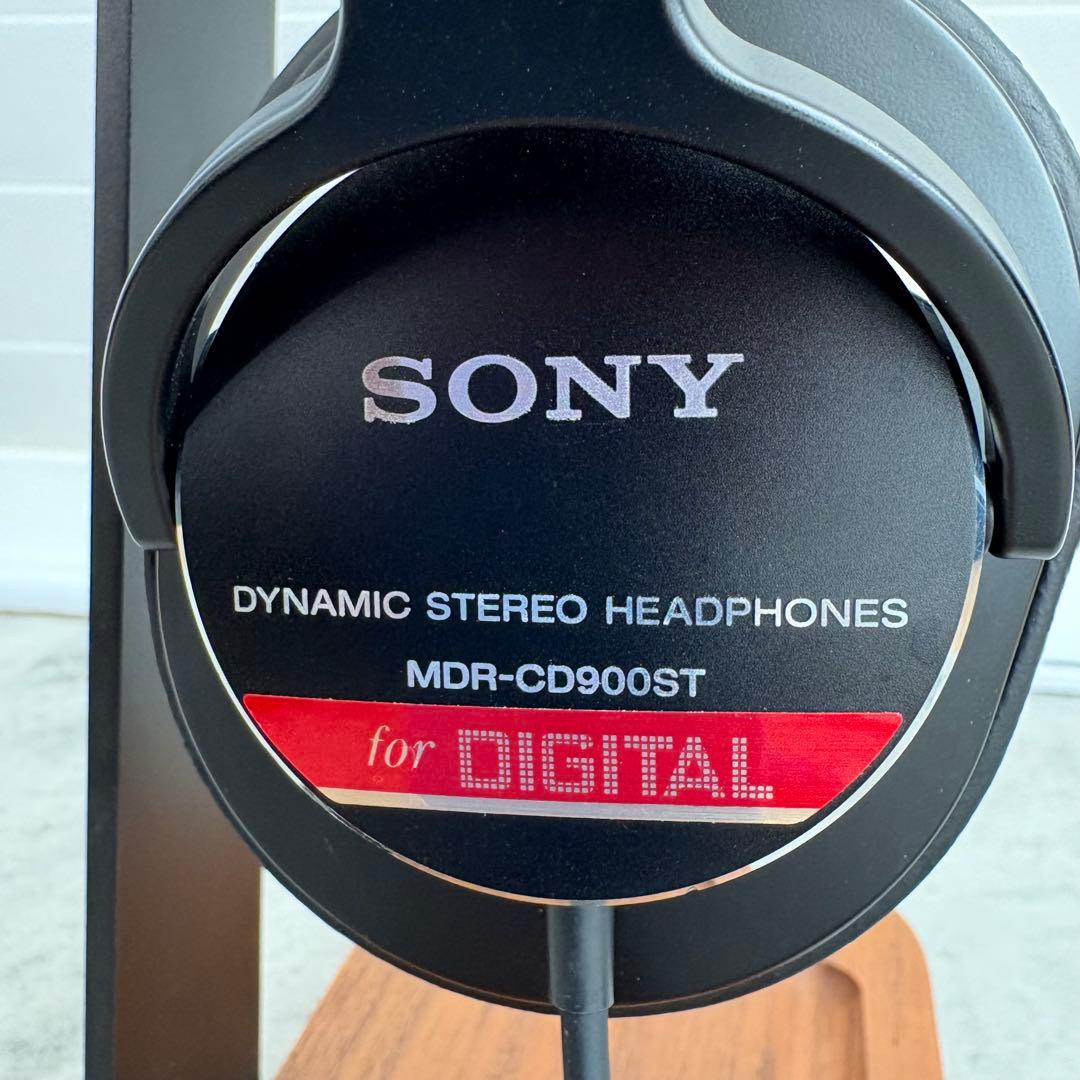 SONY
DYNAMIC STEREO HEADPHONES
MDR-CD900ST
for DIGITAL